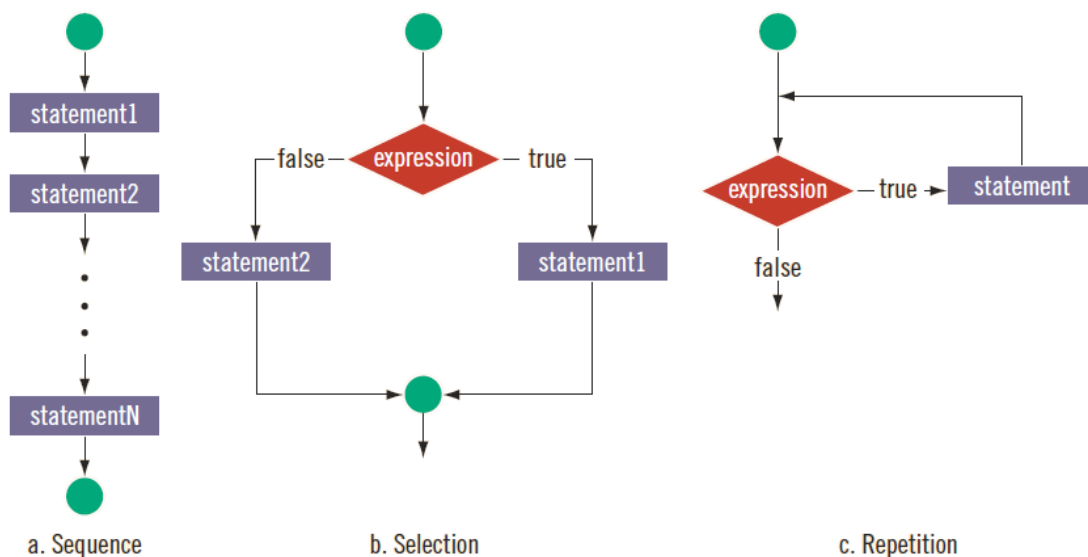 statement1
statement2
statementN
a. Sequence
expression
false
true
statement2
statement1
b. Selection
expression
true
statement
false
c. Repetition